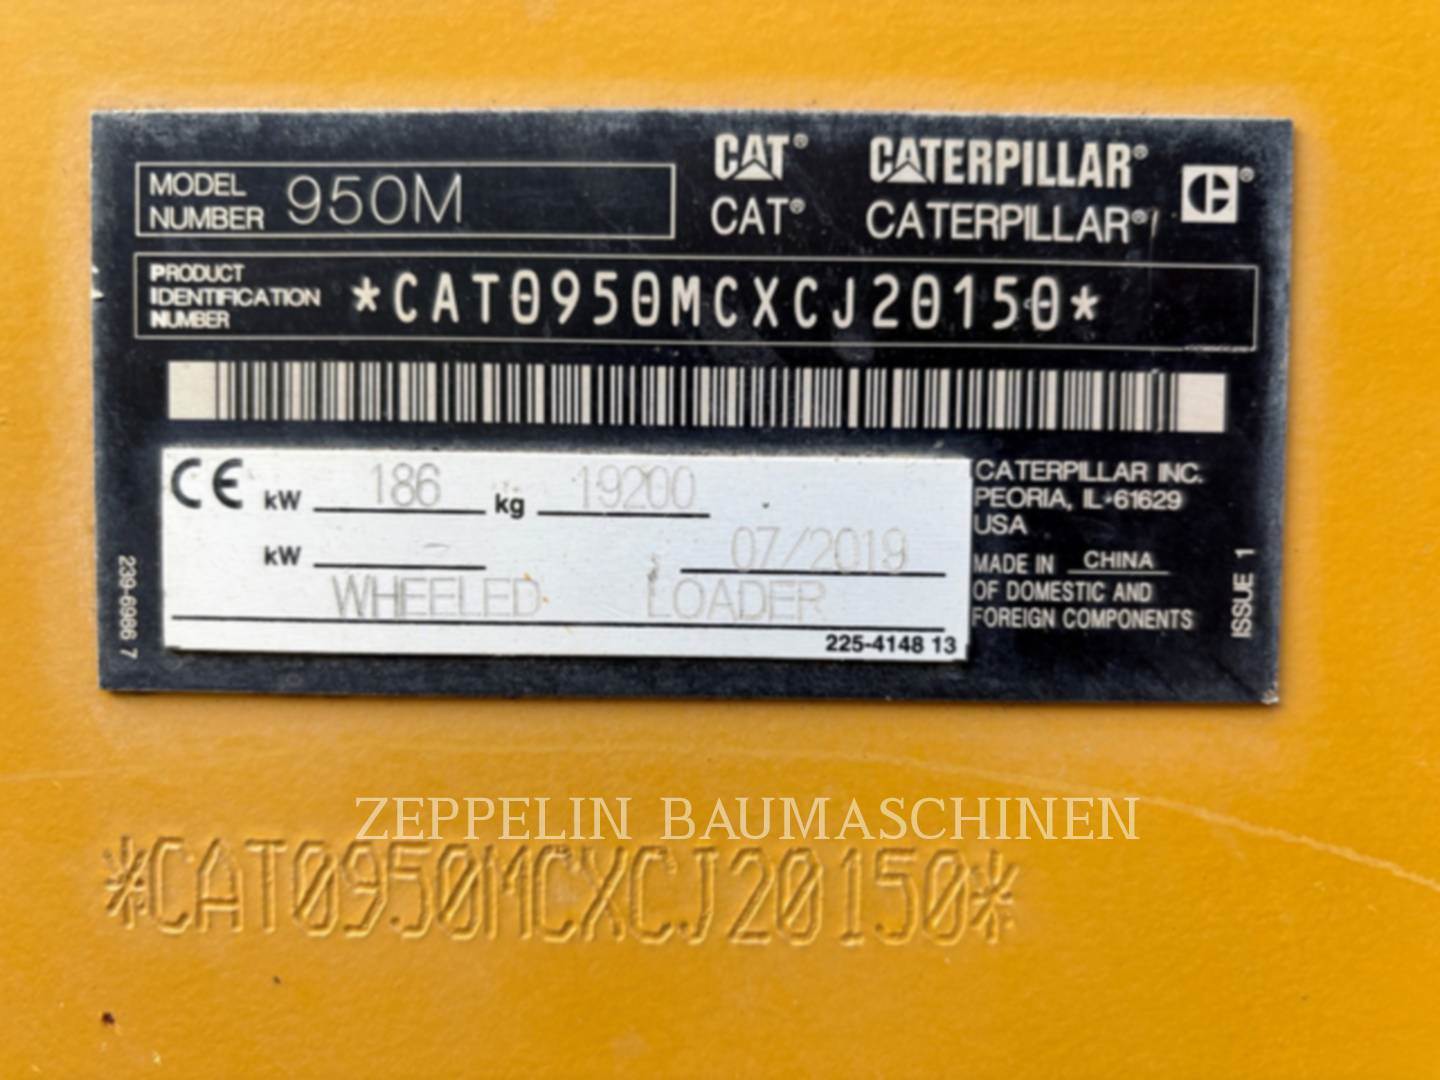 MODEL
NUMBER 950M
CAT® CATERPILLAR®
CAT® CATERPILLAR®
PRODUCT
IDENTIFICATION
NUMBER
*CAT0950MCXCJ20150*
CE kW 186 kg 19200
kW - 07/2019
WHEELED LOADER
225-4148 13
CATERPILLAR INC.
PEORIA, IL 61629
USA
MADE IN CHINA
OF DOMESTIC AND
FOREIGN COMPONENTS
239-6986 7
ISSUE 1
ZEPPELIN BAUMASCHINEN
*CAT0950MCXCJ20150*